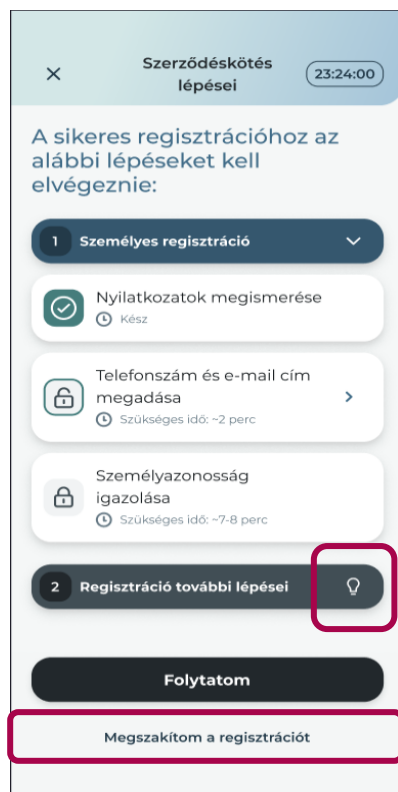 Szerződéskötés
lépései
23:24:00
A sikeres regisztrációhoz az
alábbi lépéseket kell
elvégeznie:
1 Személyes regisztráció
Nyilatkozatok megismerése
Kész
Telefonszám és e-mail cím
megadása
Szükséges idő: ~2 perc
Személyazonosság
igazolása
Szükséges idő: ~7-8 perc
2 Regisztráció további lépései
Folytatom
Megszakítom a regisztrációt